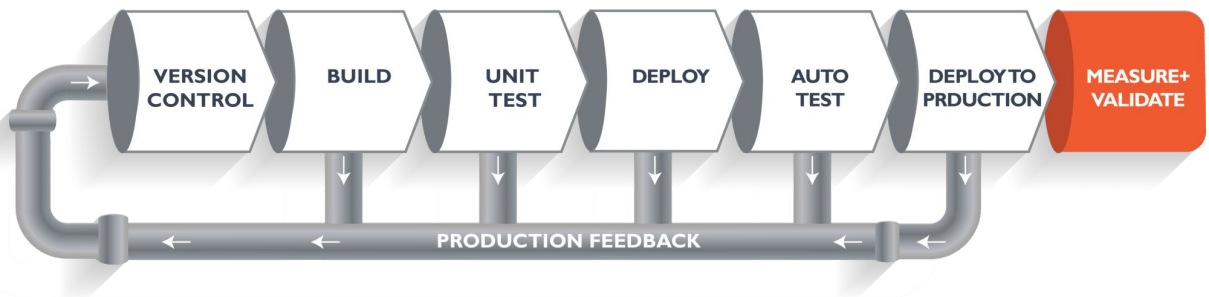 VERSION
CONTROL
BUILD
UNIT
TEST
DEPLOY
AUTO
TEST
DEPLOY TO
PRDUCTION
MEASURE+
VALIDATE
PRODUCTION FEEDBACK